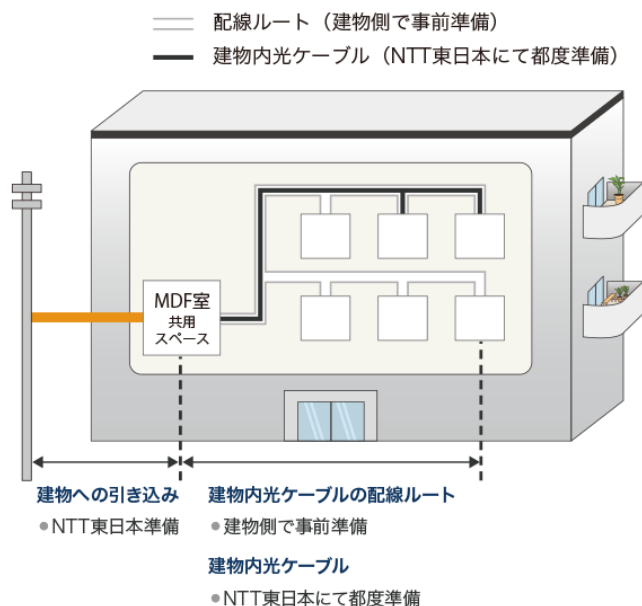 配線ルート（建物側で事前準備）
建物内光ケーブル（NTT東日本にて都度準備）
MDF室
共用
スペース
建物への引き込み
●NTT東日本準備
建物内光ケーブルの配線ルート
●建物側で事前準備
建物内光ケーブル
●NTT東日本にて都度準備